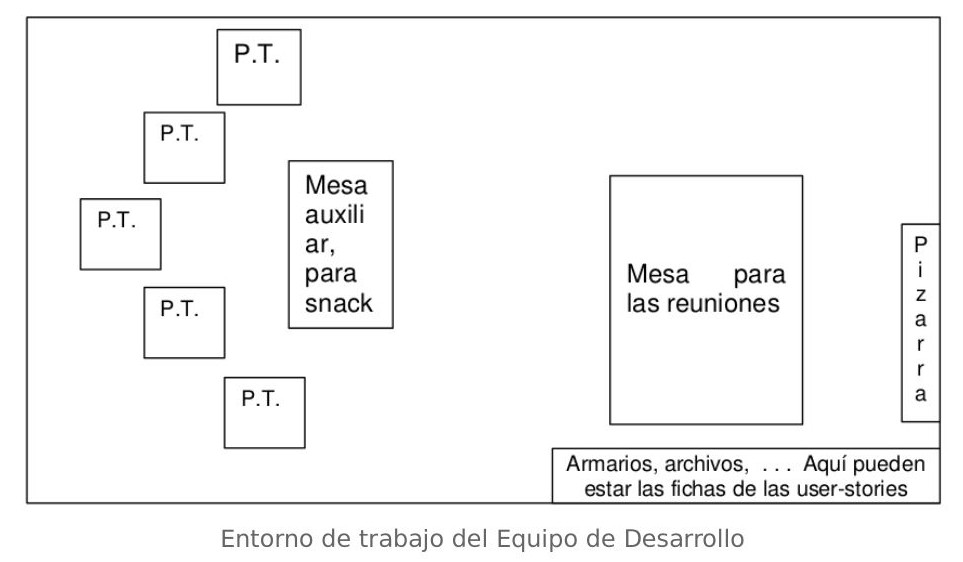 P.T.
P.T.
P.T.
P.T.
P.T.
Mesa
auxili
ar,
para
snack
Mesa para
las reuniones
Pizarra
Armarios, archivos, . . . Aquí pueden
estar las fichas de las user-stories
Entorno de trabajo del Equipo de Desarrollo